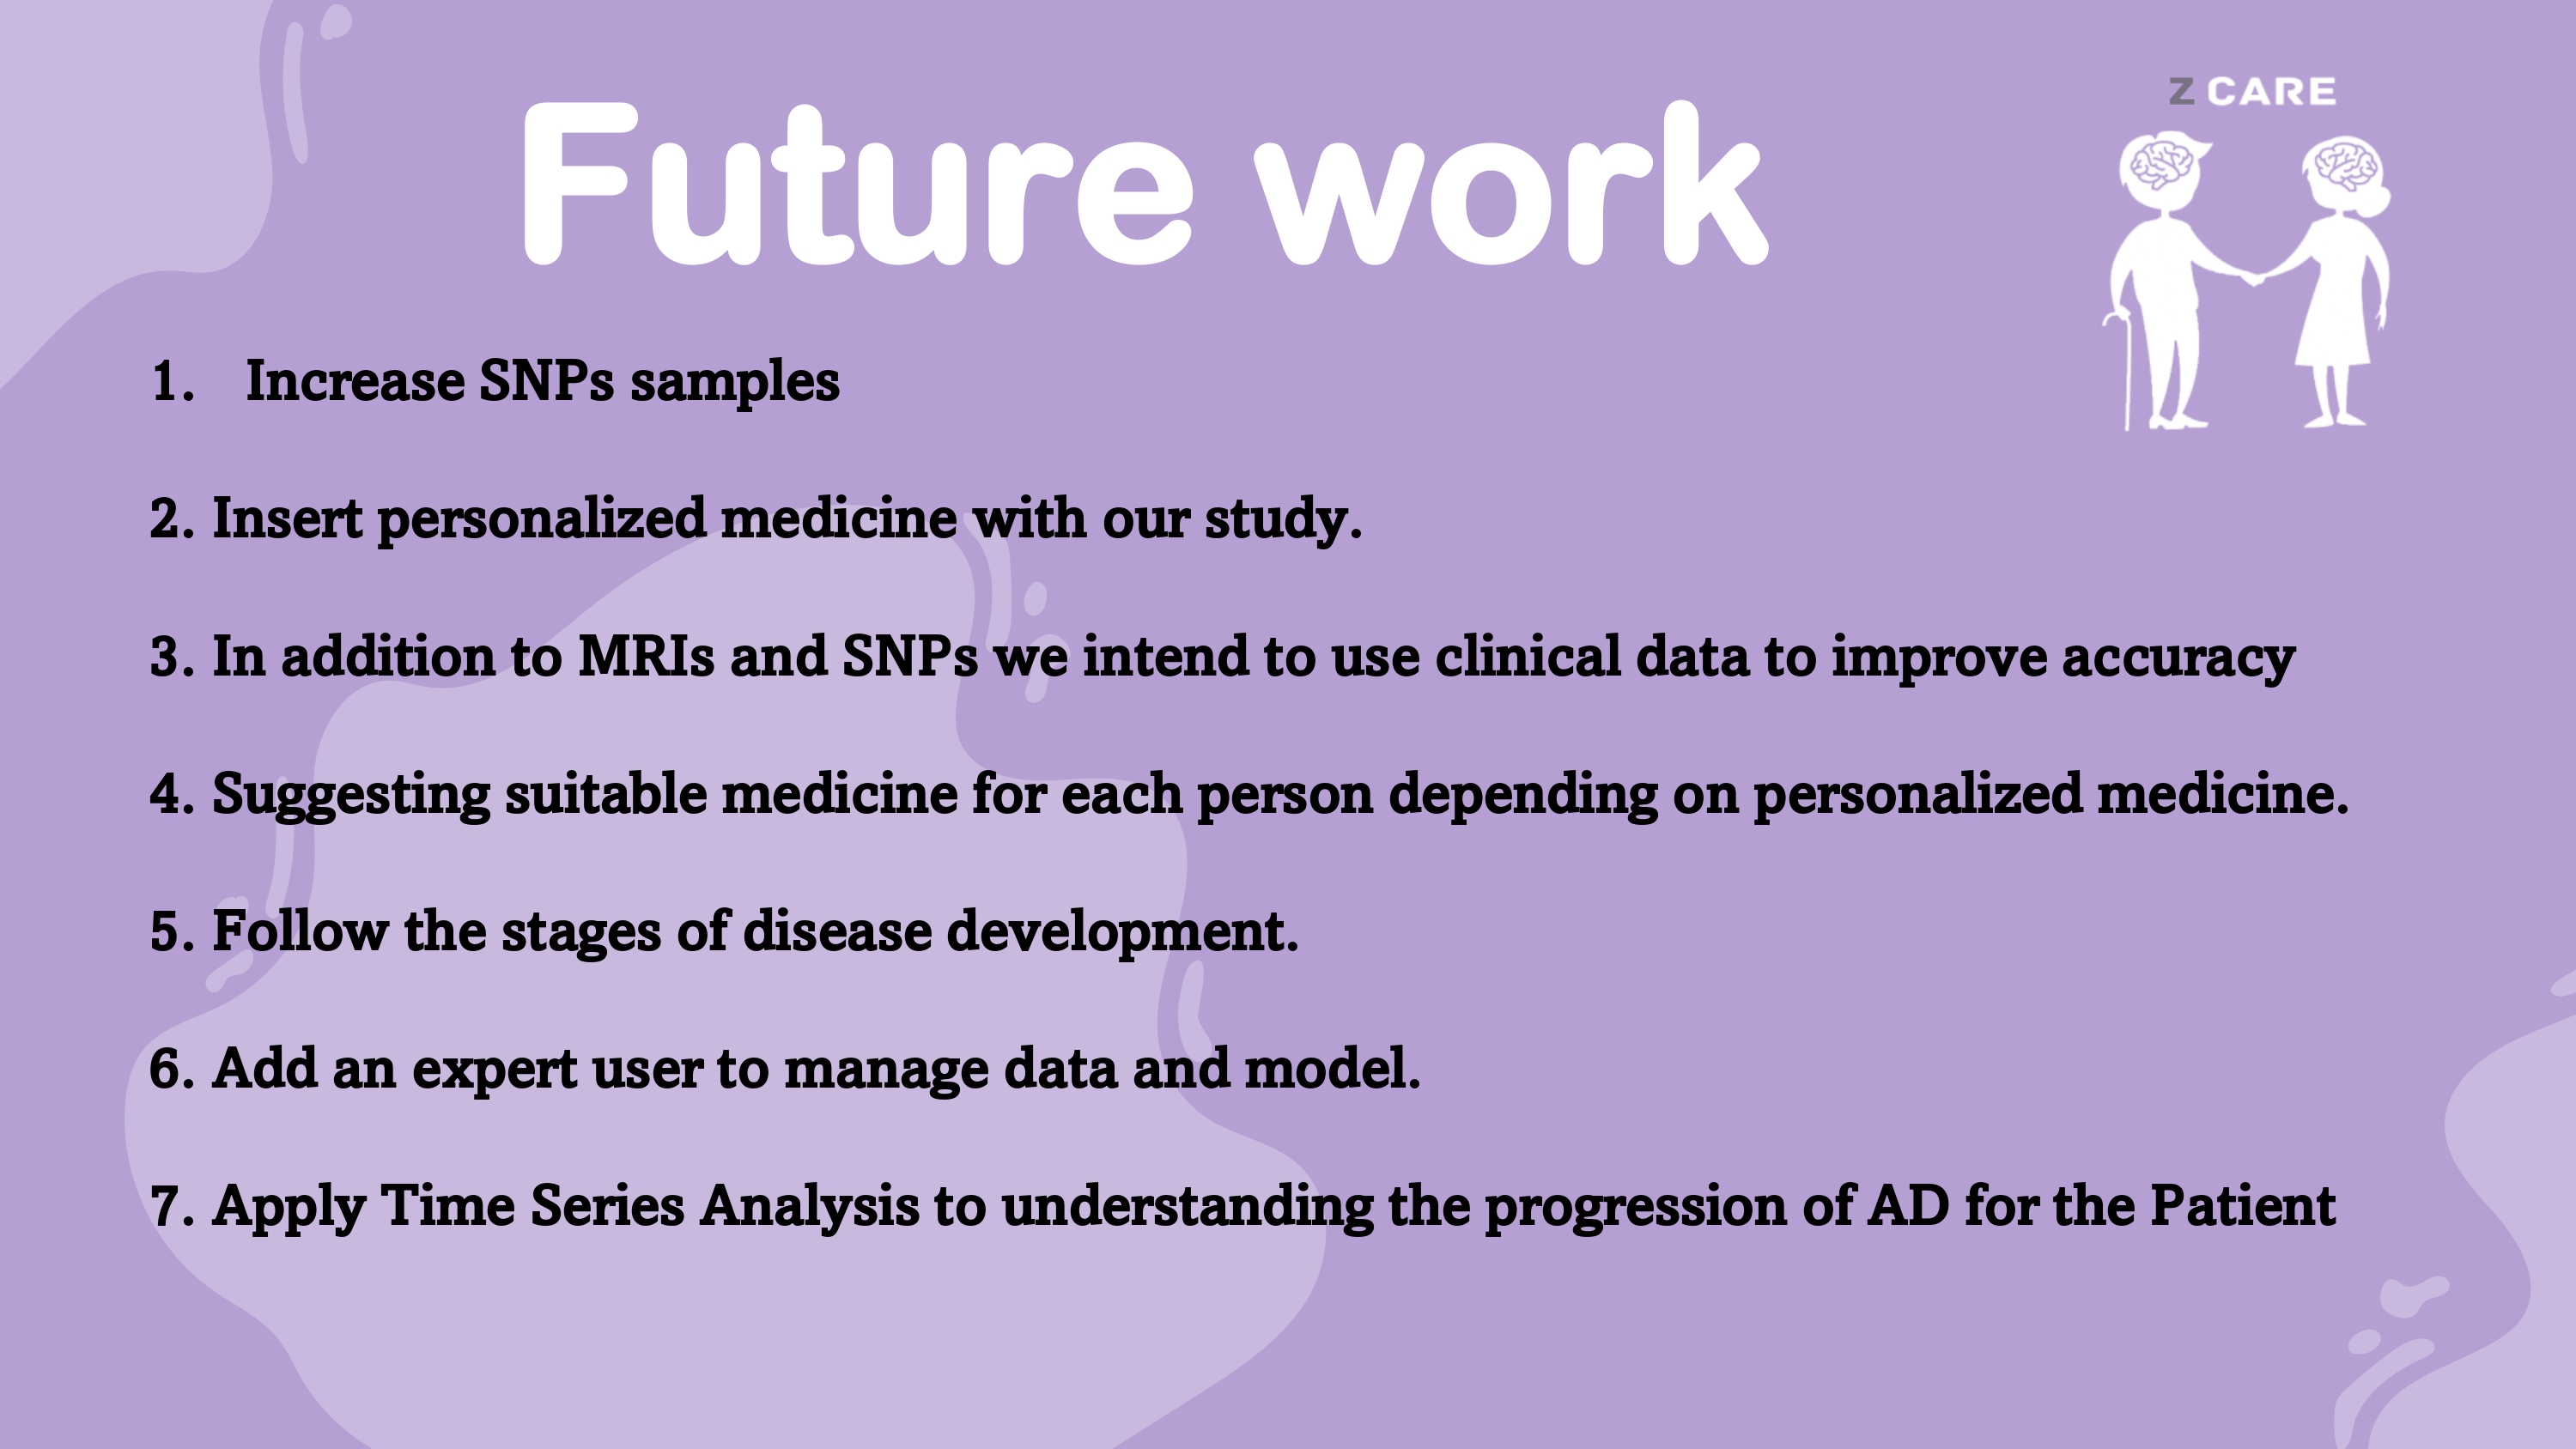 Z CARE
Future work
1. Increase SNPs samples
2. Insert personalized medicine with our study.
3. In addition to MRIs and SNPs we intend to use clinical data to improve accuracy
4. Suggesting suitable medicine for each person depending on personalized medicine.
5. Follow the stages of disease development.
6. Add an expert user to manage data and model.
7. Apply Time Series Analysis to understanding the progression of AD for the Patient